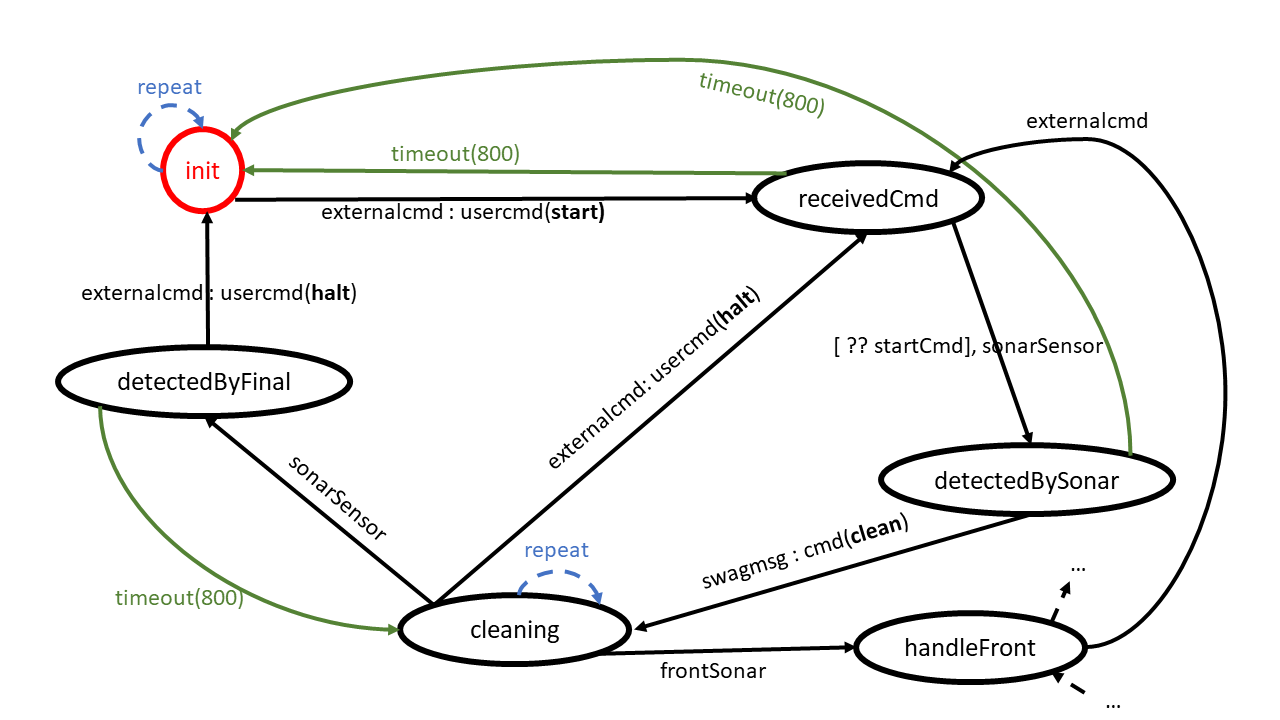 repeat
timeout(800)
externalcmd
timeout(800)
init
receivedCmd
externalcmd : usercmd(start)
externalcmd : usercmd(halt)
externalcmd: usercmd(halt)
[ ?? startCmd], sonarSensor
detectedByFinal
sonarSensor
detectedBySonar
swagmsg : cmd(clean)
repeat
timeout(800)
cleaning
...
handleFront
frontSonar
...